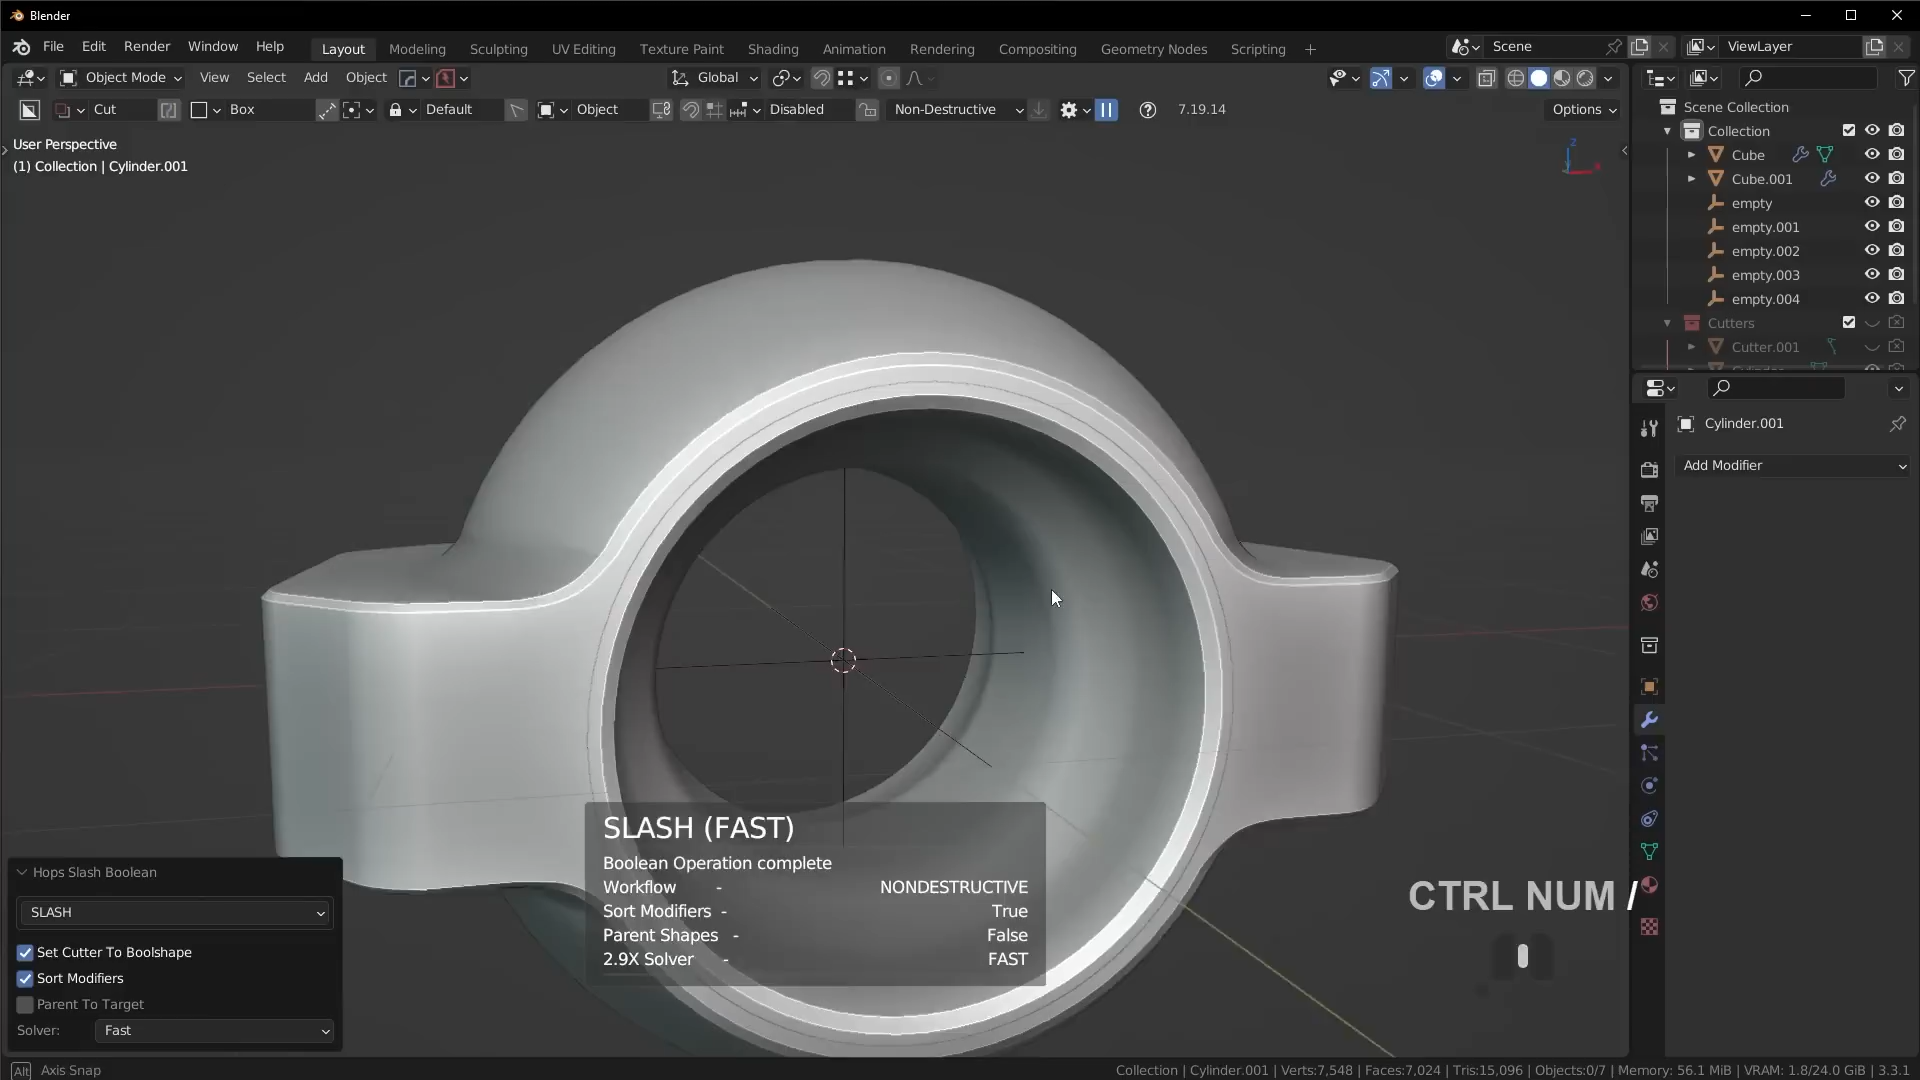 Blender
File Edit Render Window Help
Layout Modeling Sculpting UV Editing Texture Paint Shading Animation Rendering Compositing Geometry Nodes Scripting +
Scene
ViewLayer
Object Mode View Select Add Object
Global
Cut Box Default Object Disabled Non-Destructive 7.19.14
Options
User Perspective
(1) Collection | Cylinder.001
Z
Scene Collection
Collection
Cube
Cube.001
empty
empty.001
empty.002
empty.003
empty.004
Cutters
Cutter.001
Cylinder.001
Add Modifier
SLASH (FAST)
Boolean Operation complete
Workflow - NONDESTRUCTIVE
Sort Modifiers - True
Parent Shapes - False
2.9X Solver - FAST
CTRL NUM /
Hops Slash Boolean
SLASH
Set Cutter To Boolshape
Sort Modifiers
Parent To Target
Solver: Fast
Alt Axis Snap
Collection | Cylinder.001 | Verts:7,548 | Faces:7,024 | Tris:15,096 | Objects:0/7 | Memory: 56.1 MiB | VRAM: 1.8/24.0 GiB | 3.3.1